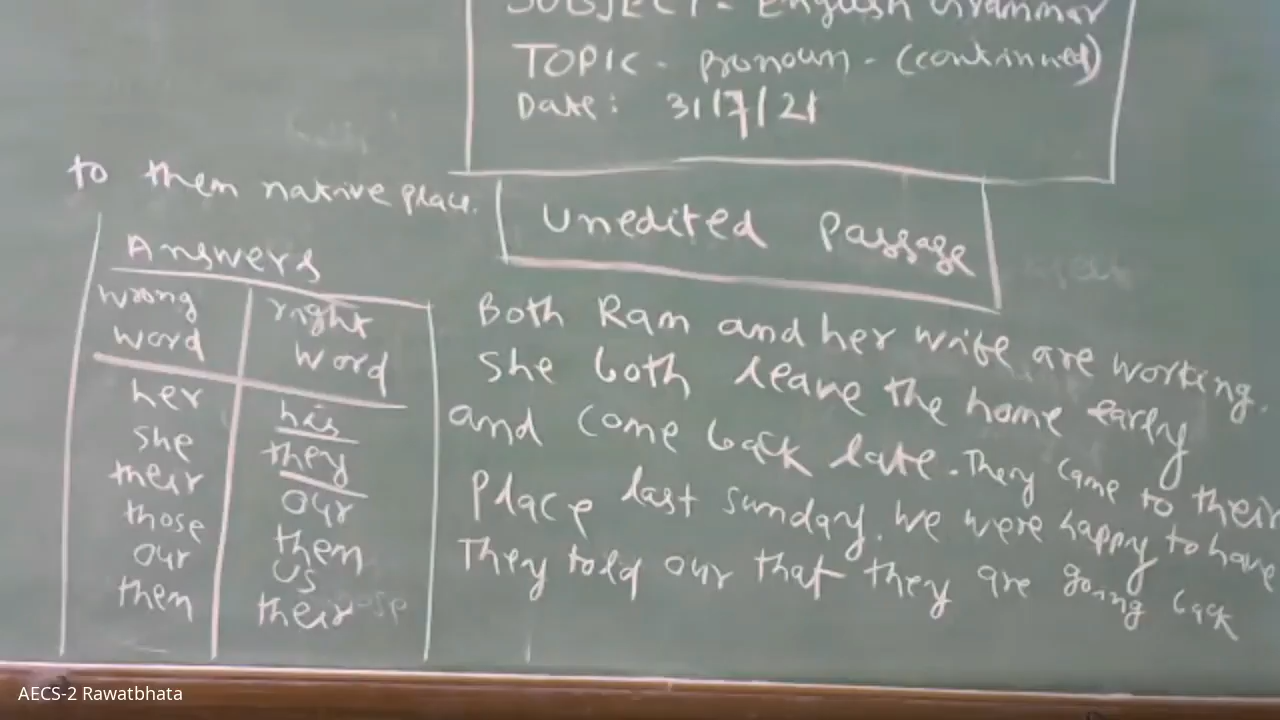 SUBJECT - English Grammar
TOPIC - Pronoun - (continued)
Date: 31/7/21
to them native place.
Unedited Passage
Answers
wrong word
right word
her his
she they
their our
those them
our us
them their
Both Ram and her wife are working.
She both leave the home early
and come back late. They came to their
place last sunday. we were happy to have
They told our that they are going back
AECS-2 Rawatbhata